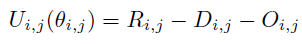 U_{i,j}(θ_{i,j}) = R_{i,j} − D_{i,j} − O_{i,j}